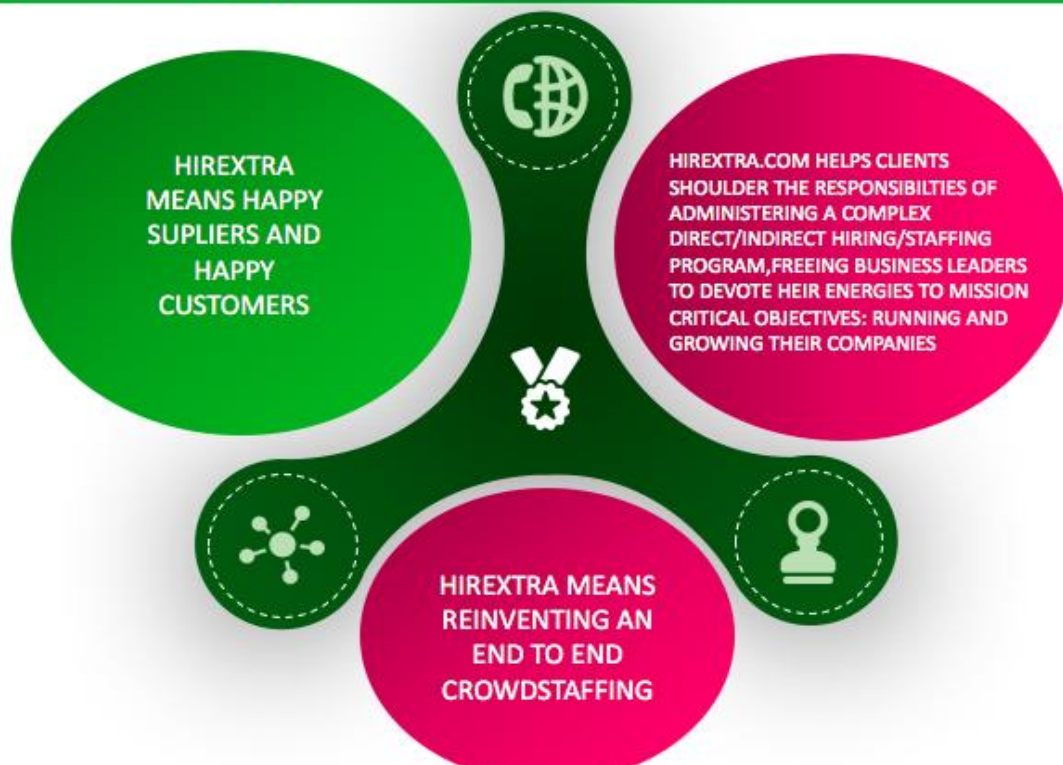 HIREXTRA
MEANS HAPPY
SUPLIERS AND
HAPPY
CUSTOMERS
HIREXTRA.COM HELPS CLIENTS
SHOULDER THE RESPONSIBILTIES OF
ADMINISTERING A COMPLEX
DIRECT/INDIRECT HIRING/STAFFING
PROGRAM,FREEING BUSINESS LEADERS
TO DEVOTE HEIR ENERGIES TO MISSION
CRITICAL OBJECTIVES: RUNNING AND
GROWING THEIR COMPANIES
HIREXTRA MEANS
REINVENTING AN
END TO END
CROWDSTAFFING